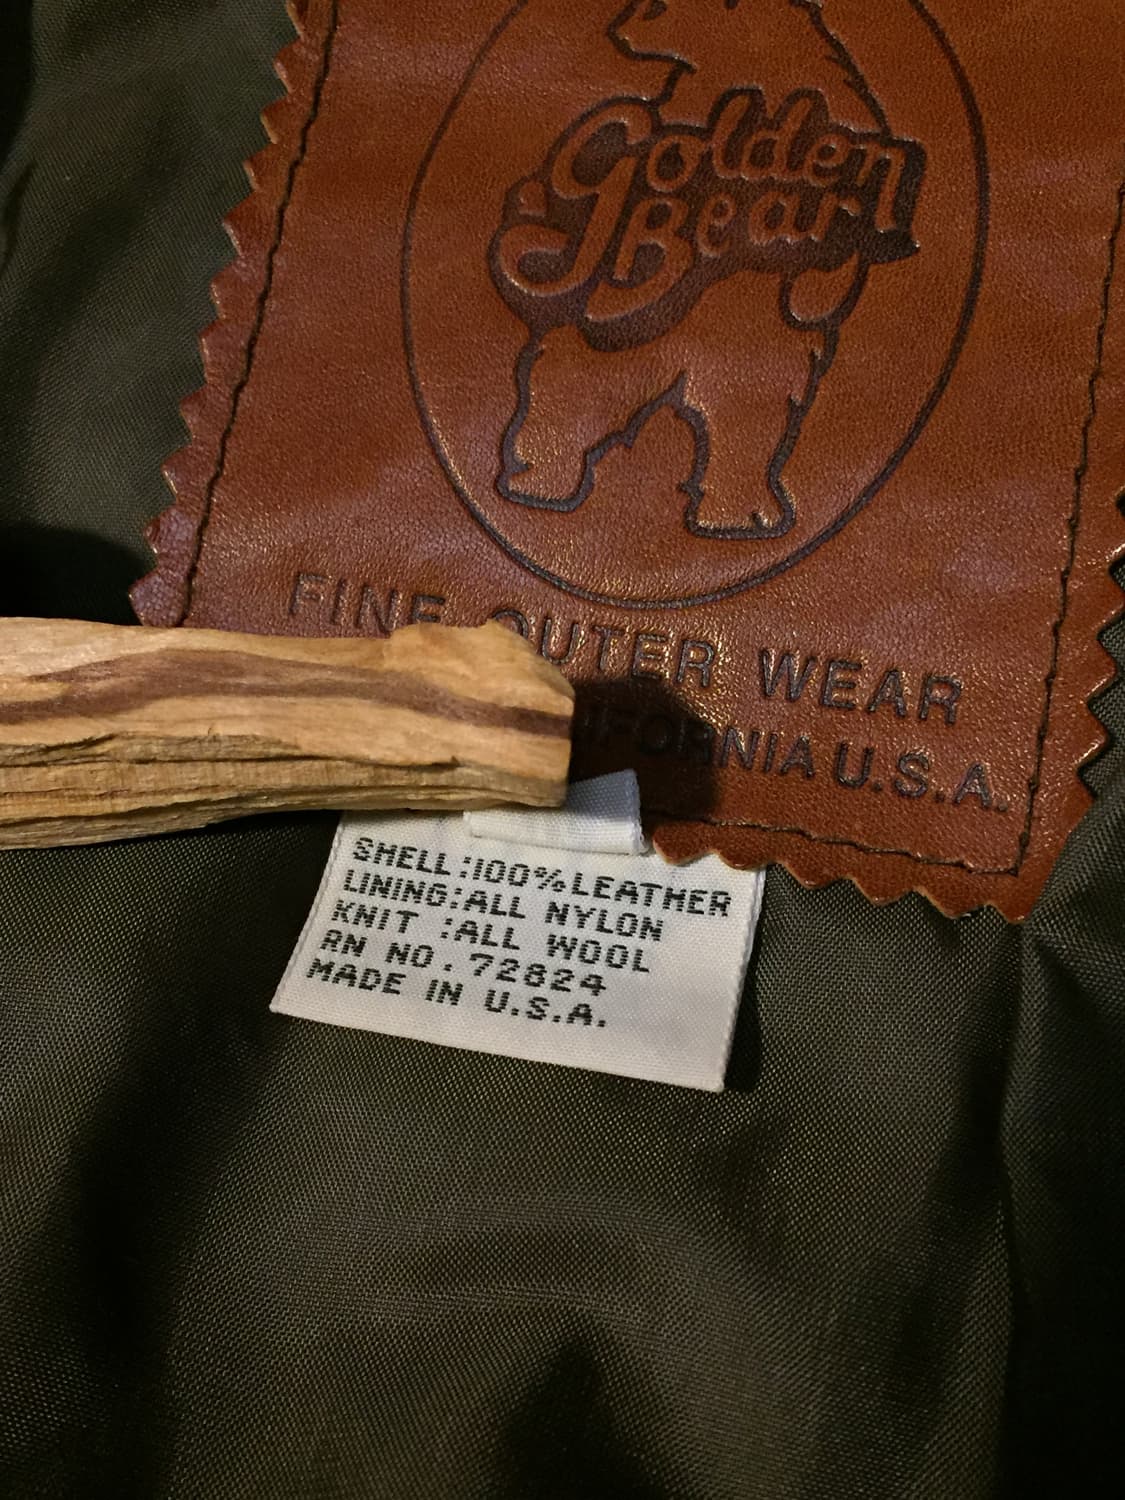 Golden
Bear
FINE OUTER WEAR
U.S.A.
SHELL:100%LEATHER
LINING:ALL NYLON
KNIT :ALL WOOL
RN NO. 72824
MADE IN U.S.A.